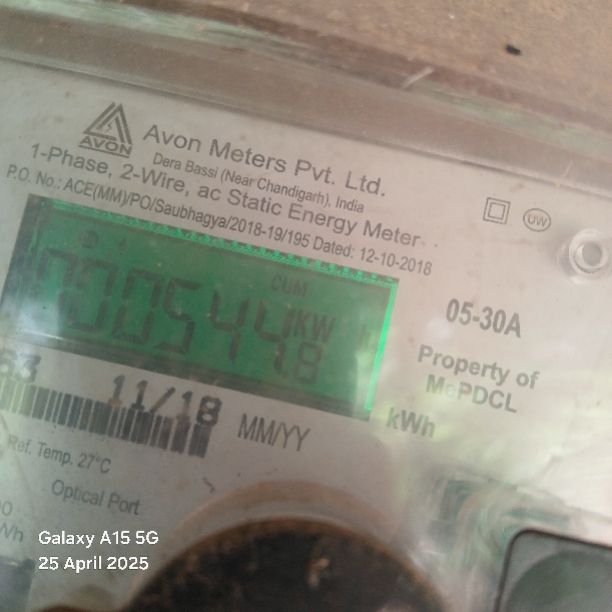 AVON
Avon Meters Pvt. Ltd.
Dera Bassi (Near Chandigarh), India
1-Phase, 2-Wire, ac Static Energy Meter
P.O. No.: ACE(MM)/PO/Saubhagya/2018-19/195 Dated: 12-10-2018
UW
CUM
000544.8
KW h
05-30A
Property of
MePDCL
kWh
11/18
MM/YY
Ref. Temp. 27°C
Optical Port
Galaxy A15 5G
25 April 2025